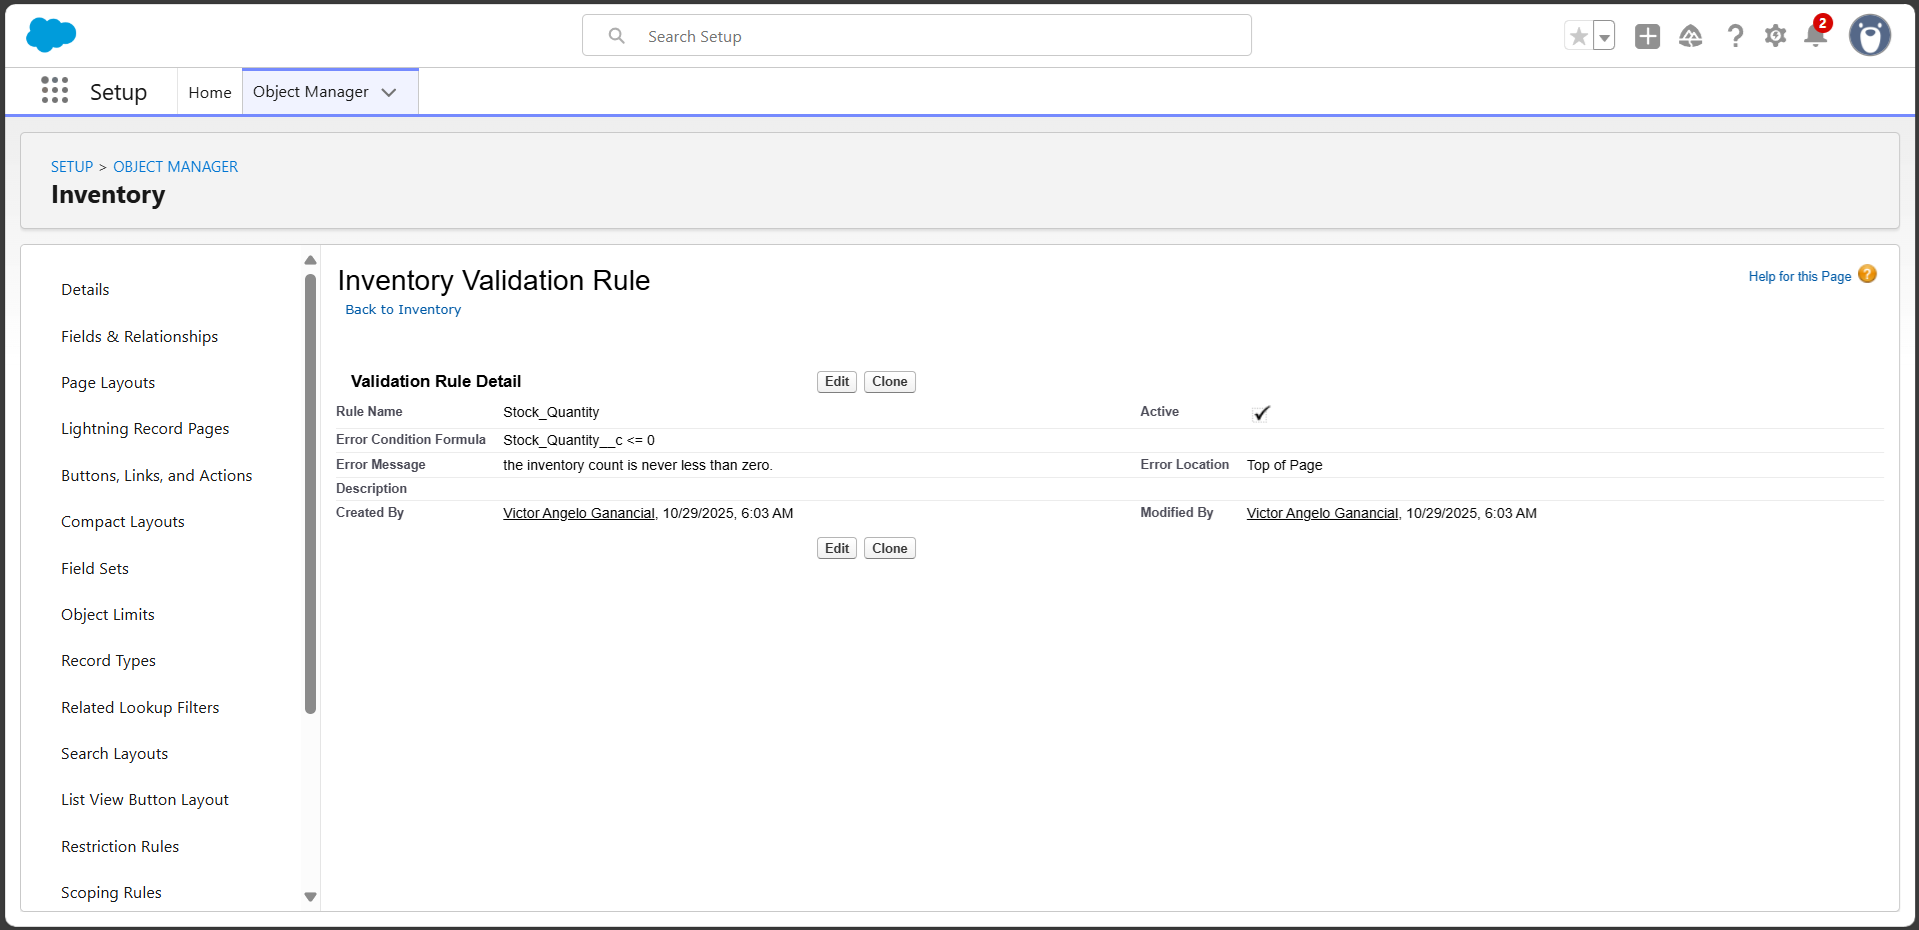 Search Setup
2
Setup
Home
Object Manager
SETUP > OBJECT MANAGER
Inventory
Details
Fields & Relationships
Page Layouts
Lightning Record Pages
Buttons, Links, and Actions
Compact Layouts
Field Sets
Object Limits
Record Types
Related Lookup Filters
Search Layouts
List View Button Layout
Restriction Rules
Scoping Rules
Inventory Validation Rule
Back to Inventory
Help for this Page ?
Validation Rule Detail
Edit Clone
Rule Name Stock_Quantity Active
Error Condition Formula Stock_Quantity__c <= 0
Error Message the inventory count is never less than zero. Error Location Top of Page
Description
Created By Victor Angelo Ganancial, 10/29/2025, 6:03 AM Modified By Victor Angelo Ganancial, 10/29/2025, 6:03 AM
Edit Clone